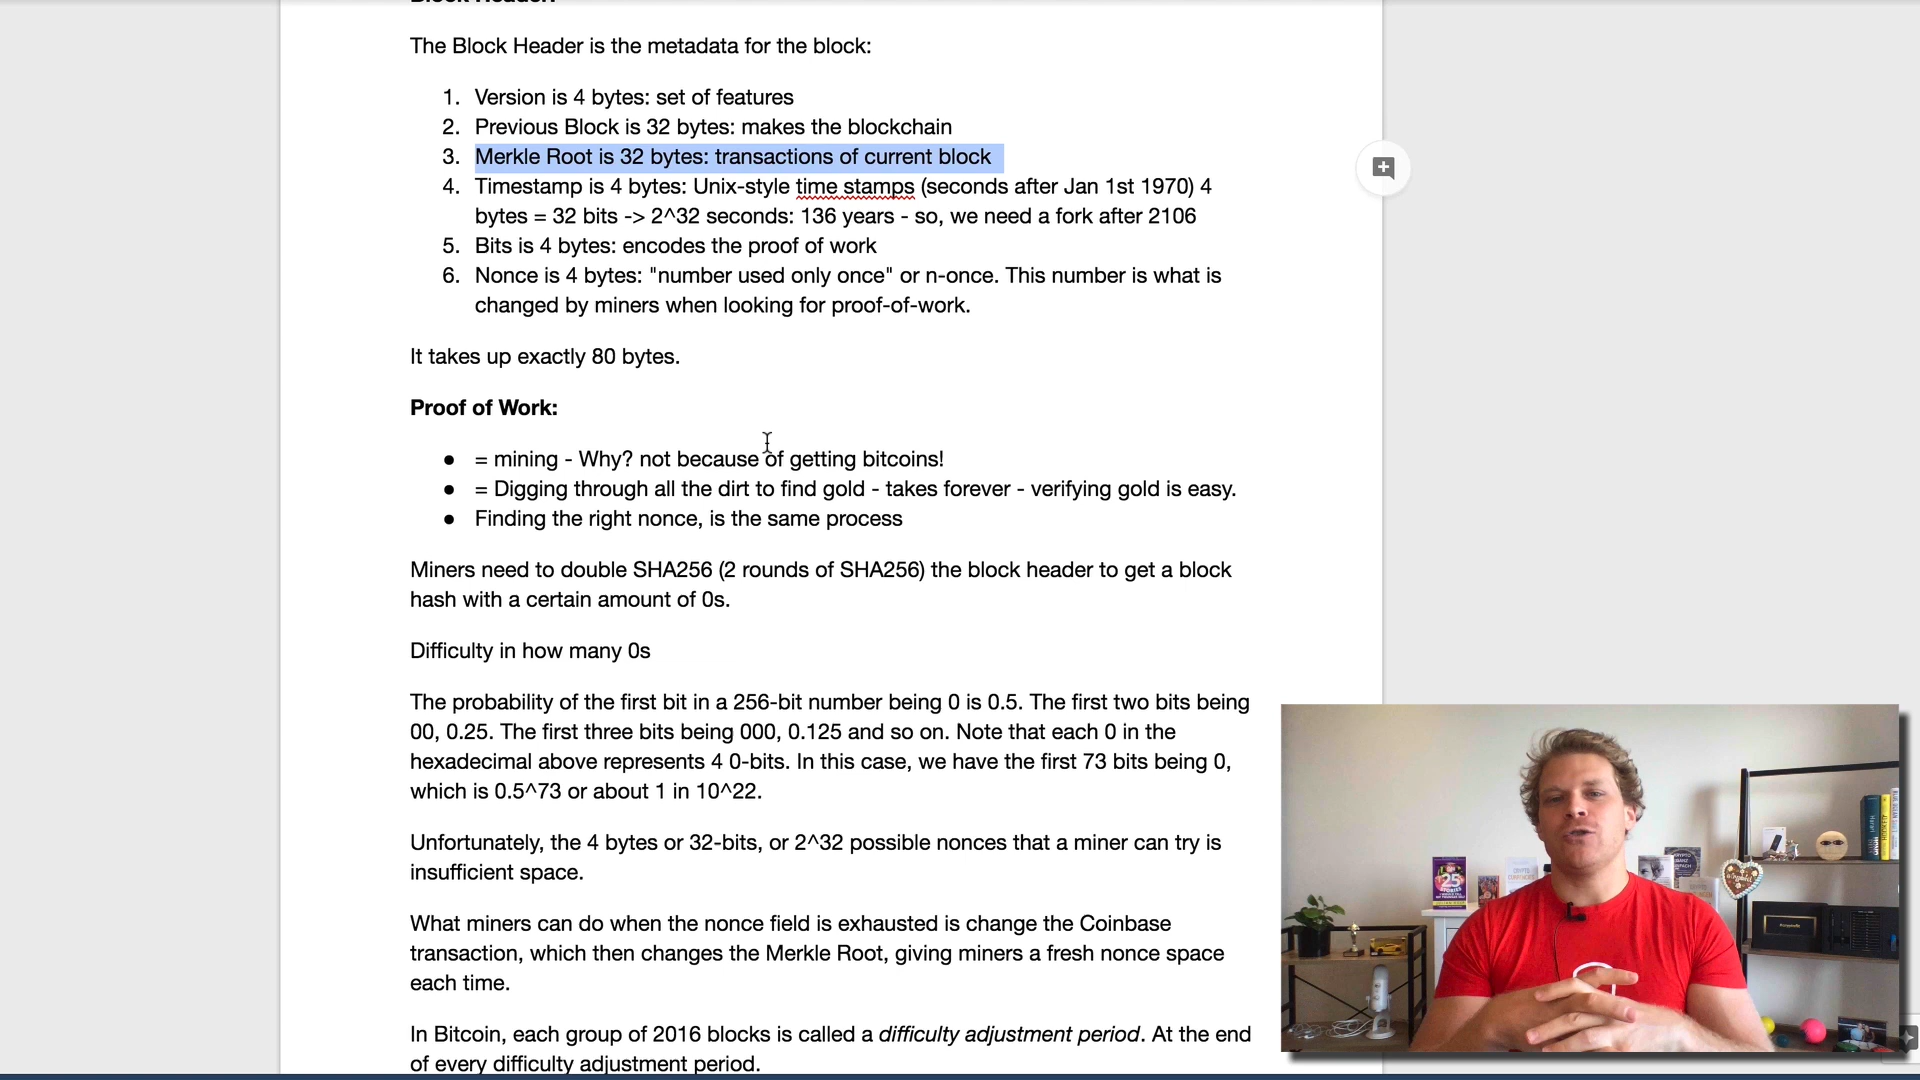 The Block Header is the metadata for the block:
1. Version is 4 bytes: set of features
2. Previous Block is 32 bytes: makes the blockchain
3. Merkle Root is 32 bytes: transactions of current block
4. Timestamp is 4 bytes: Unix-style time stamps (seconds after Jan 1st 1970) 4
bytes = 32 bits -> 2^32 seconds: 136 years - so, we need a fork after 2106
5. Bits is 4 bytes: encodes the proof of work
6. Nonce is 4 bytes: "number used only once" or n-once. This number is what is
changed by miners when looking for proof-of-work.
It takes up exactly 80 bytes.
Proof of Work:
● = mining - Why? not because of getting bitcoins!
● = Digging through all the dirt to find gold - takes forever - verifying gold is easy.
● Finding the right nonce, is the same process
Miners need to double SHA256 (2 rounds of SHA256) the block header to get a block
hash with a certain amount of 0s.
Difficulty in how many 0s
The probability of the first bit in a 256-bit number being 0 is 0.5. The first two bits being
00, 0.25. The first three bits being 000, 0.125 and so on. Note that each 0 in the
hexadecimal above represents 4 0-bits. In this case, we have the first 73 bits being 0,
which is 0.5^73 or about 1 in 10^22.
Unfortunately, the 4 bytes or 32-bits, or 2^32 possible nonces that a miner can try is
insufficient space.
What miners can do when the nonce field is exhausted is change the Coinbase
transaction, which then changes the Merkle Root, giving miners a fresh nonce space
each time.
In Bitcoin, each group of 2016 blocks is called a difficulty adjustment period. At the end
of every difficulty adjustment period.
25
STORIES